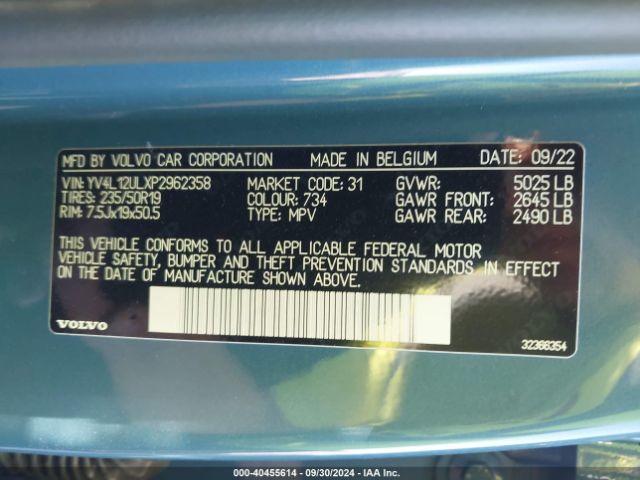 MFD BY VOLVO CAR CORPORATION MADE IN BELGIUM DATE: 09/22
VIN: YV4L12ULXP2962358 MARKET CODE: 31 GVWR: 5025 LB
TIRES: 235/50R19 COLOUR: 734 GAWR FRONT: 2645 LB
RIM: 7.5Jx19x50.5 TYPE: MPV GAWR REAR: 2490 LB
THIS VEHICLE CONFORMS TO ALL APPLICABLE FEDERAL MOTOR
VEHICLE SAFETY, BUMPER AND THEFT PREVENTION STANDARDS IN EFFECT
ON THE DATE OF MANUFACTURE SHOWN ABOVE.
VOLVO 32366354
000-40455614 - 09/30/2024 - IAA Inc.